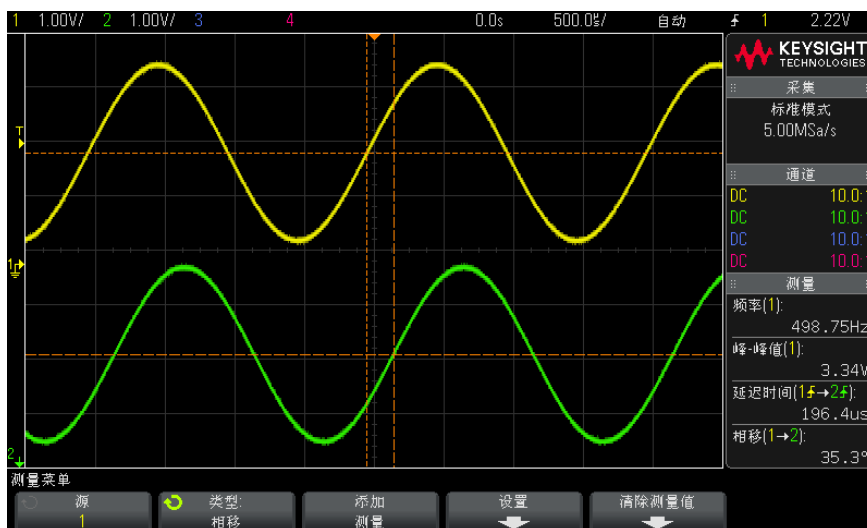 1 1.00V/ 2 1.00V/ 3 4 0.0s 500.0us/ 自动 1 2.22V
KEYSIGHT
TECHNOLOGIES
采集
标准模式
5.00MSa/s
通道
DC 10.0:
DC 10.0:
DC 10.0:
DC 10.0:
测量
频率(1):
498.75Hz
峰-峰值(1):
3.34V
延迟时间(1→2):
196.4us
相移(1→2):
35.3°
T
1
2
测量菜单
源
1
类型:
相移
添加
测量
设置
清除测量值